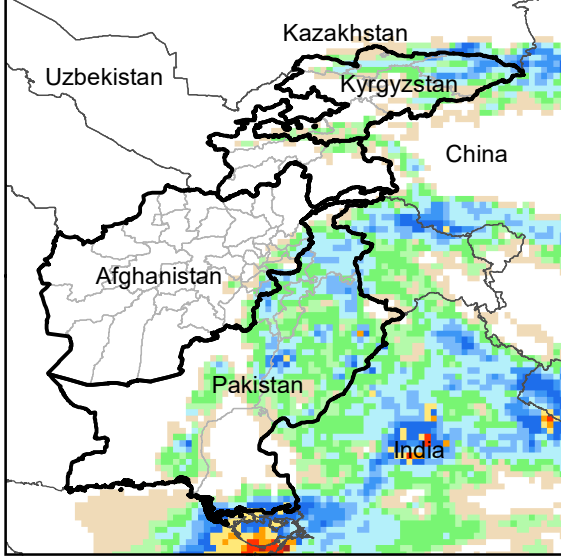 Kazakhstan
Uzbekistan
Kyrgyzstan
China
Afghanistan
Pakistan
India